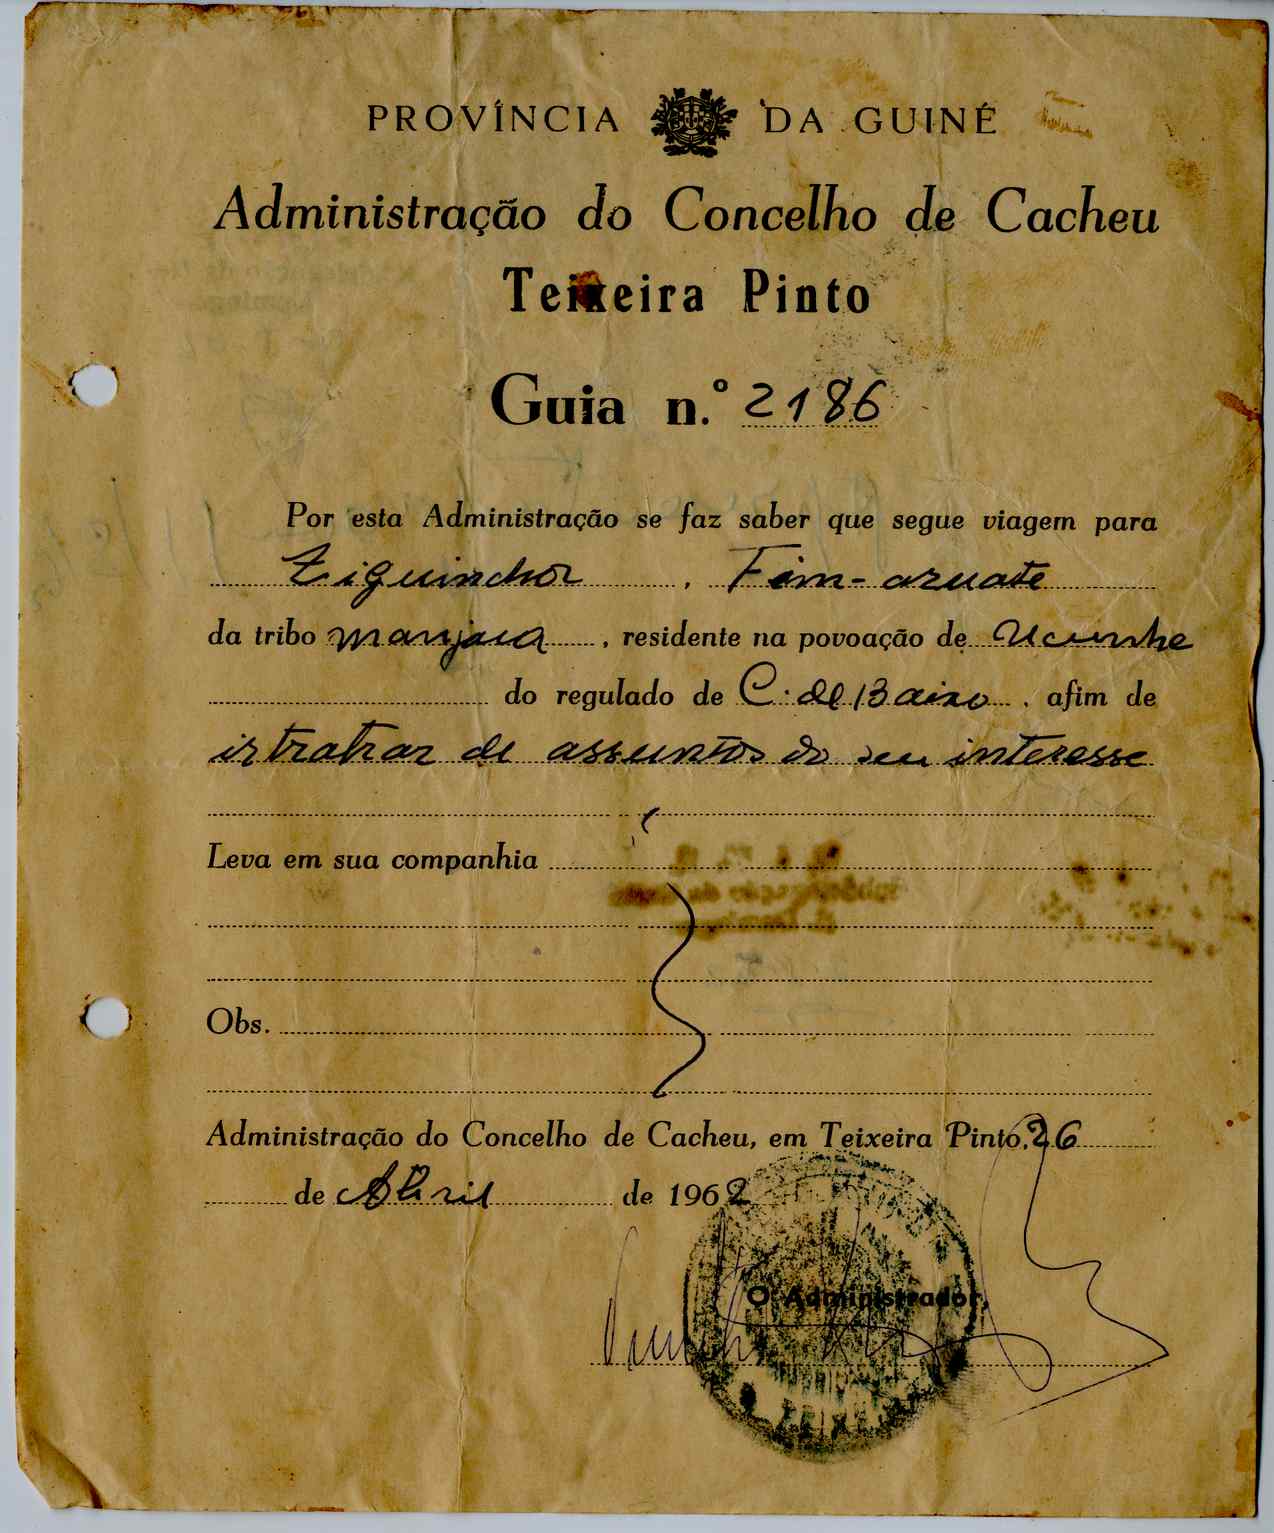 PROVÍNCIA DA GUINÉ
Administração do Concelho de Cacheu
Teixeira Pinto
Guia n.º 2186
Por esta Administração se faz saber que segue viagem para
Ziguinchor, Fim-aruate
da tribo manjaca, residente na povoação de Ucunhe
do regulado de C. de Baixo, afim de
ir tratar de assuntos do seu interesse
Leva em sua companhia
Obs.
Administração do Concelho de Cacheu, em Teixeira Pinto, 26
de Abril de 1962
O Administrador,